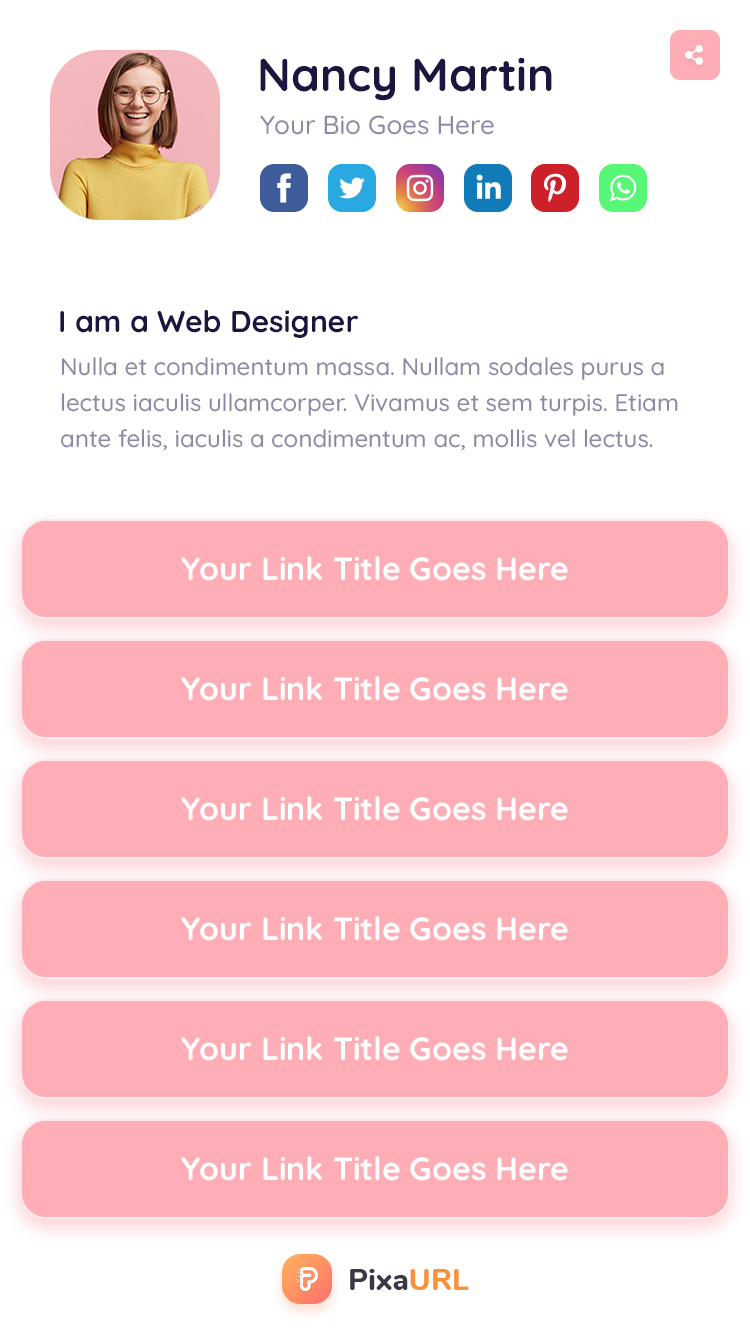 Nancy Martin
Your Bio Goes Here
I am a Web Designer
Nulla et condimentum massa. Nullam sodales purus a
lectus iaculis ullamcorper. Vivamus et sem turpis. Etiam
ante felis, iaculis a condimentum ac, mollis vel lectus.
Your Link Title Goes Here
Your Link Title Goes Here
Your Link Title Goes Here
Your Link Title Goes Here
Your Link Title Goes Here
Your Link Title Goes Here
PixaURL